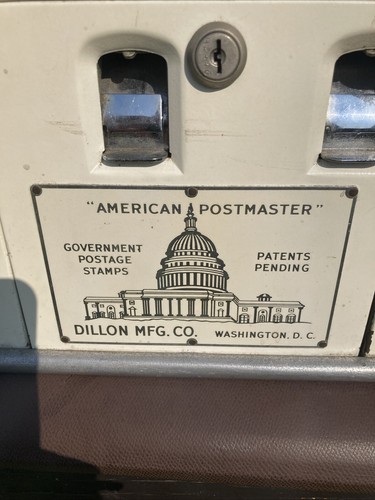 "AMERICAN POSTMASTER"
GOVERNMENT
POSTAGE
STAMPS
PATENTS
PENDING
DILLON MFG. CO.
WASHINGTON, D. C.